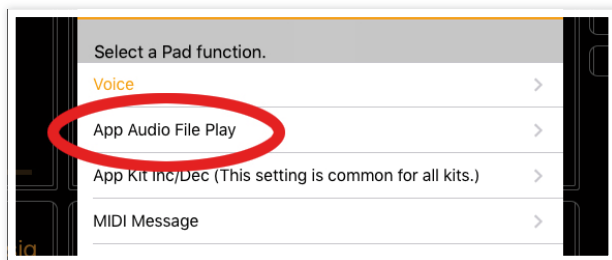 Select a Pad function.
Voice
App Audio File Play
App Kit Inc/Dec (This setting is common for all kits.)
MIDI Message